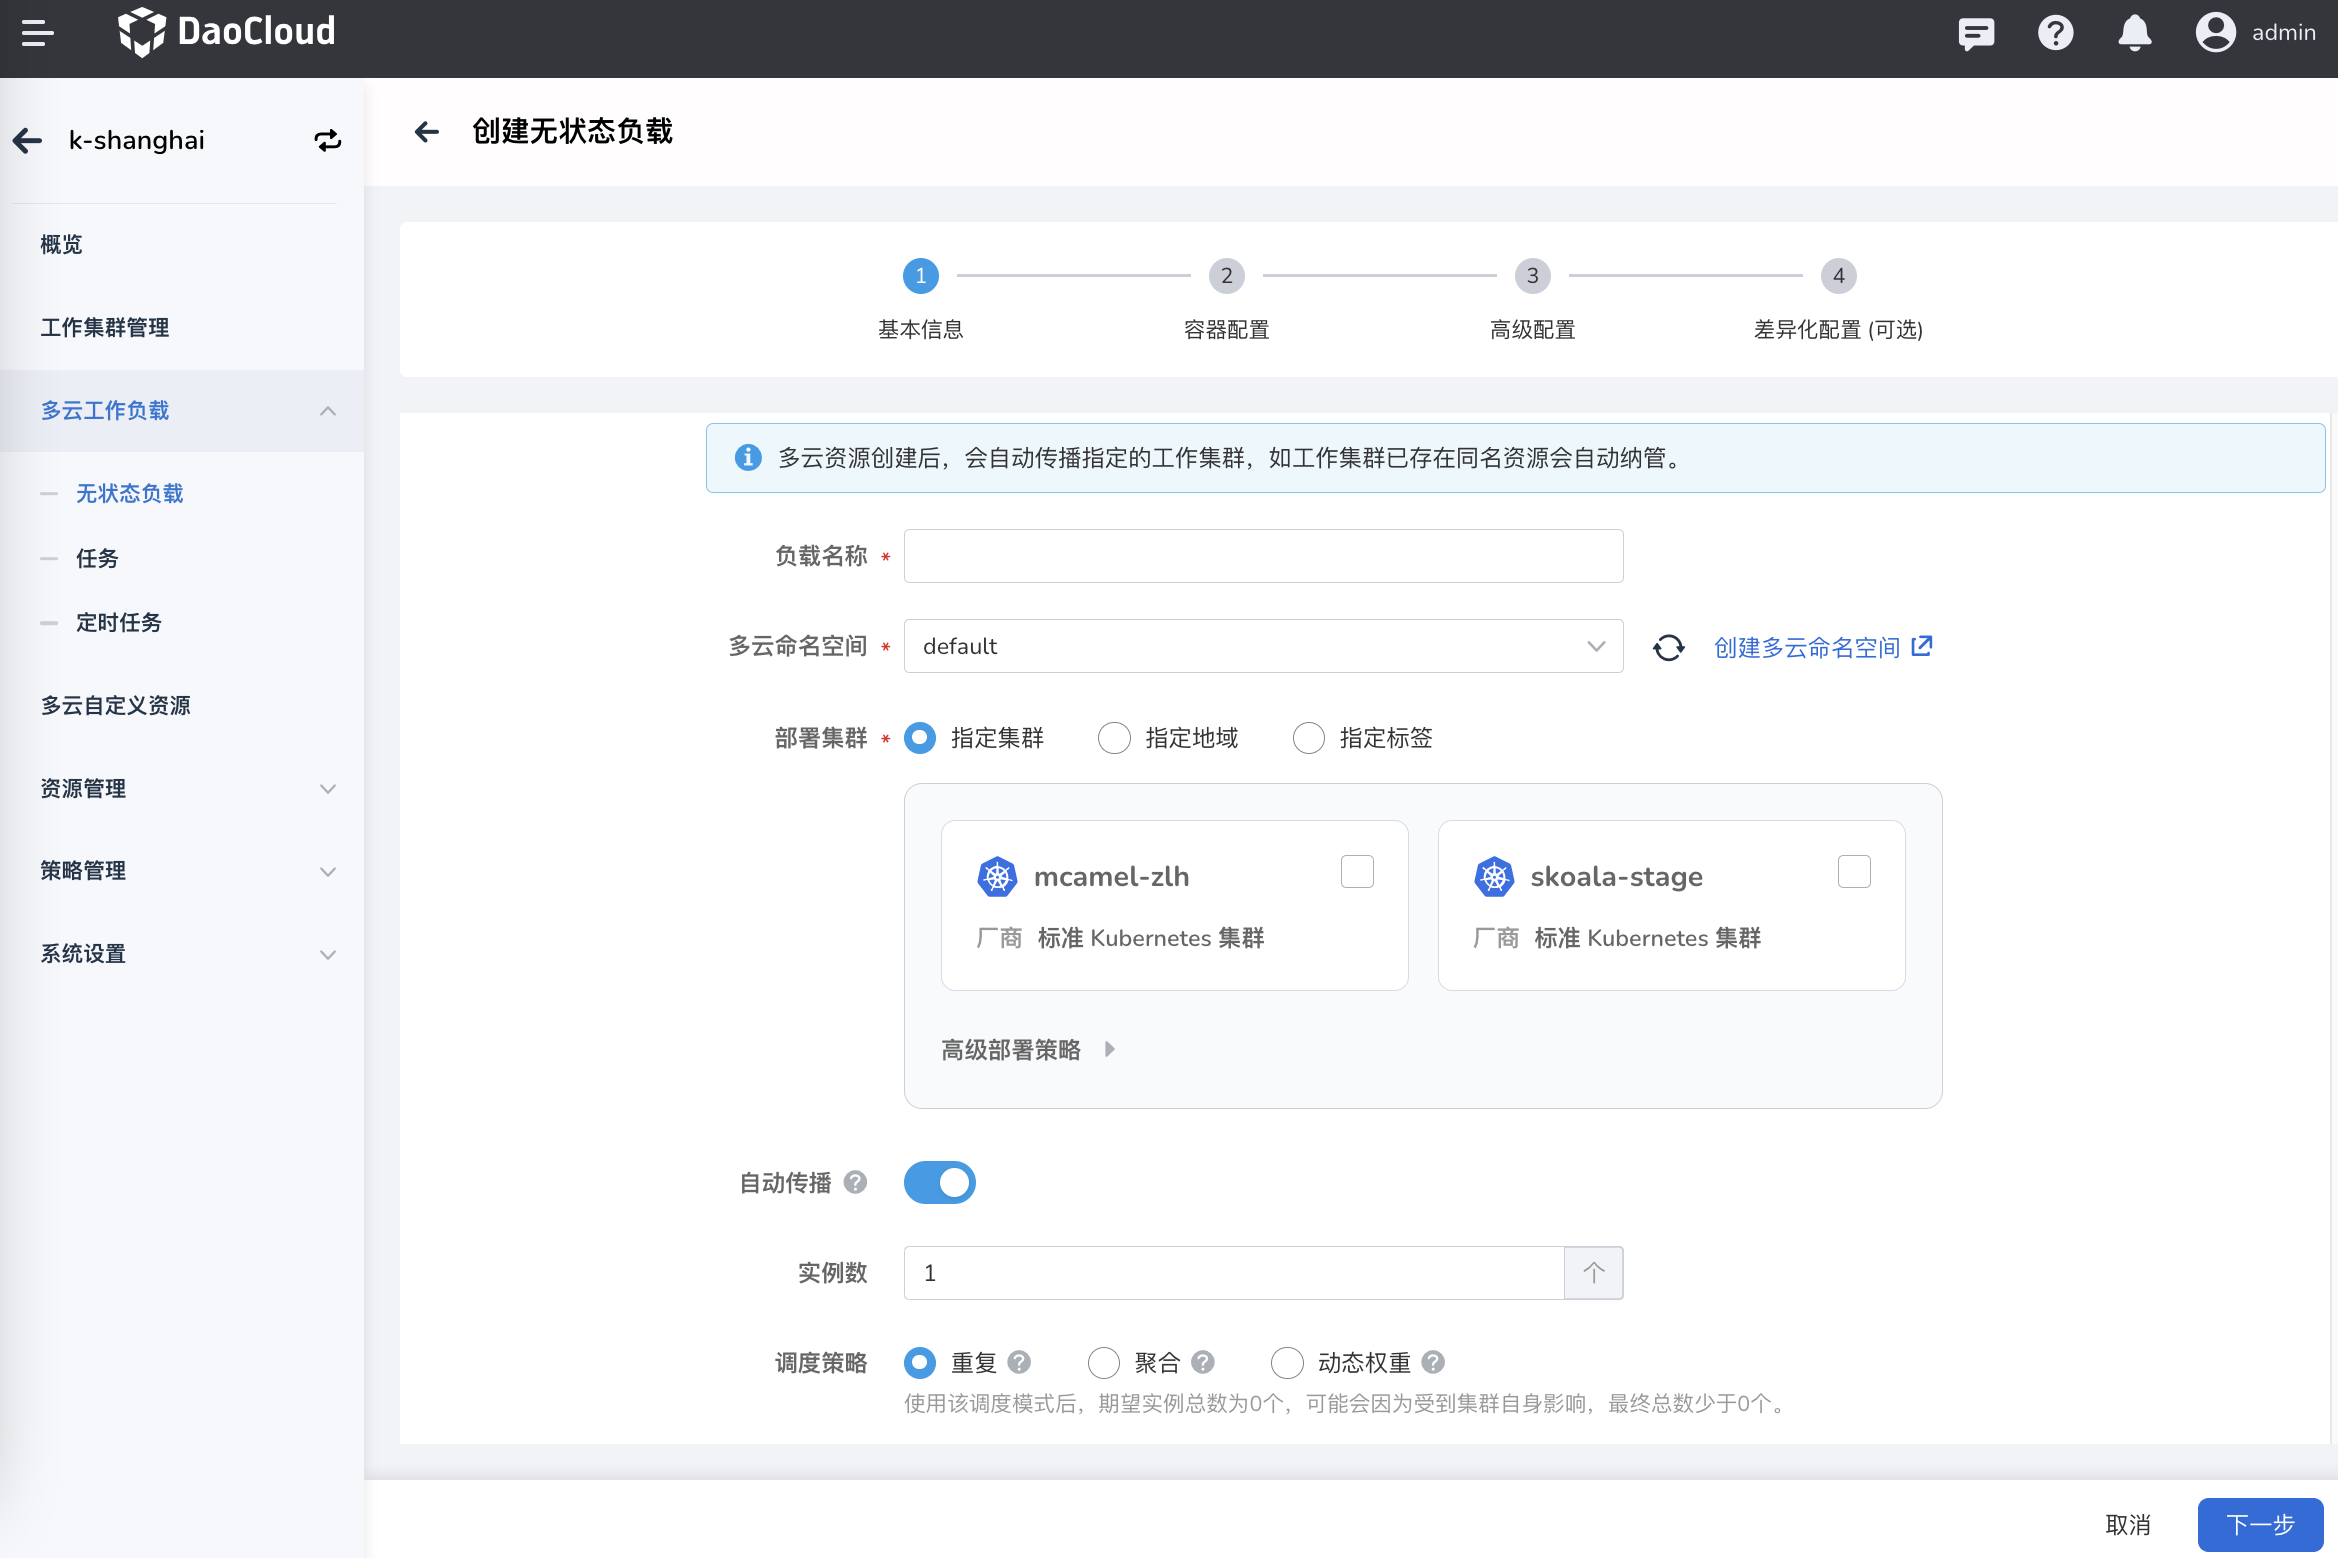 DaoCloud
admin
k-shanghai
概览
工作集群管理
多云工作负载
无状态负载
任务
定时任务
多云自定义资源
资源管理
策略管理
系统设置
创建无状态负载
1 2 3 4
基本信息 容器配置 高级配置 差异化配置 (可选)
多云资源创建后，会自动传播指定的工作集群，如工作集群已存在同名资源会自动纳管。
负载名称 *
多云命名空间 * default 创建多云命名空间
部署集群 * 指定集群 指定地域 指定标签
mcamel-zlh skoala-stage
厂商 标准 Kubernetes 集群 厂商 标准 Kubernetes 集群
高级部署策略
自动传播
实例数 1 个
调度策略 重复 聚合 动态权重
使用该调度模式后，期望实例总数为0个，可能会因为受到集群自身影响，最终总数少于0个。
取消 下一步